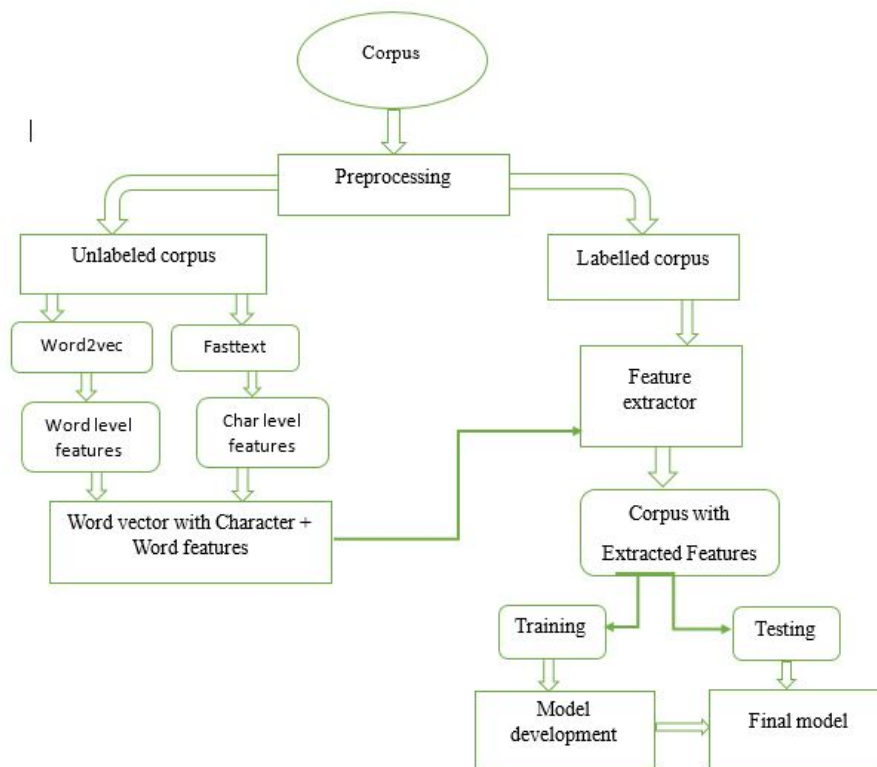 Corpus
Preprocessing
Unlabeled corpus
Labelled corpus
Word2vec
Fasttext
Feature
extractor
Word level
features
Char level
features
Word vector with Character +
Word features
Corpus with
Extracted Features
Training
Testing
Model
development
Final model